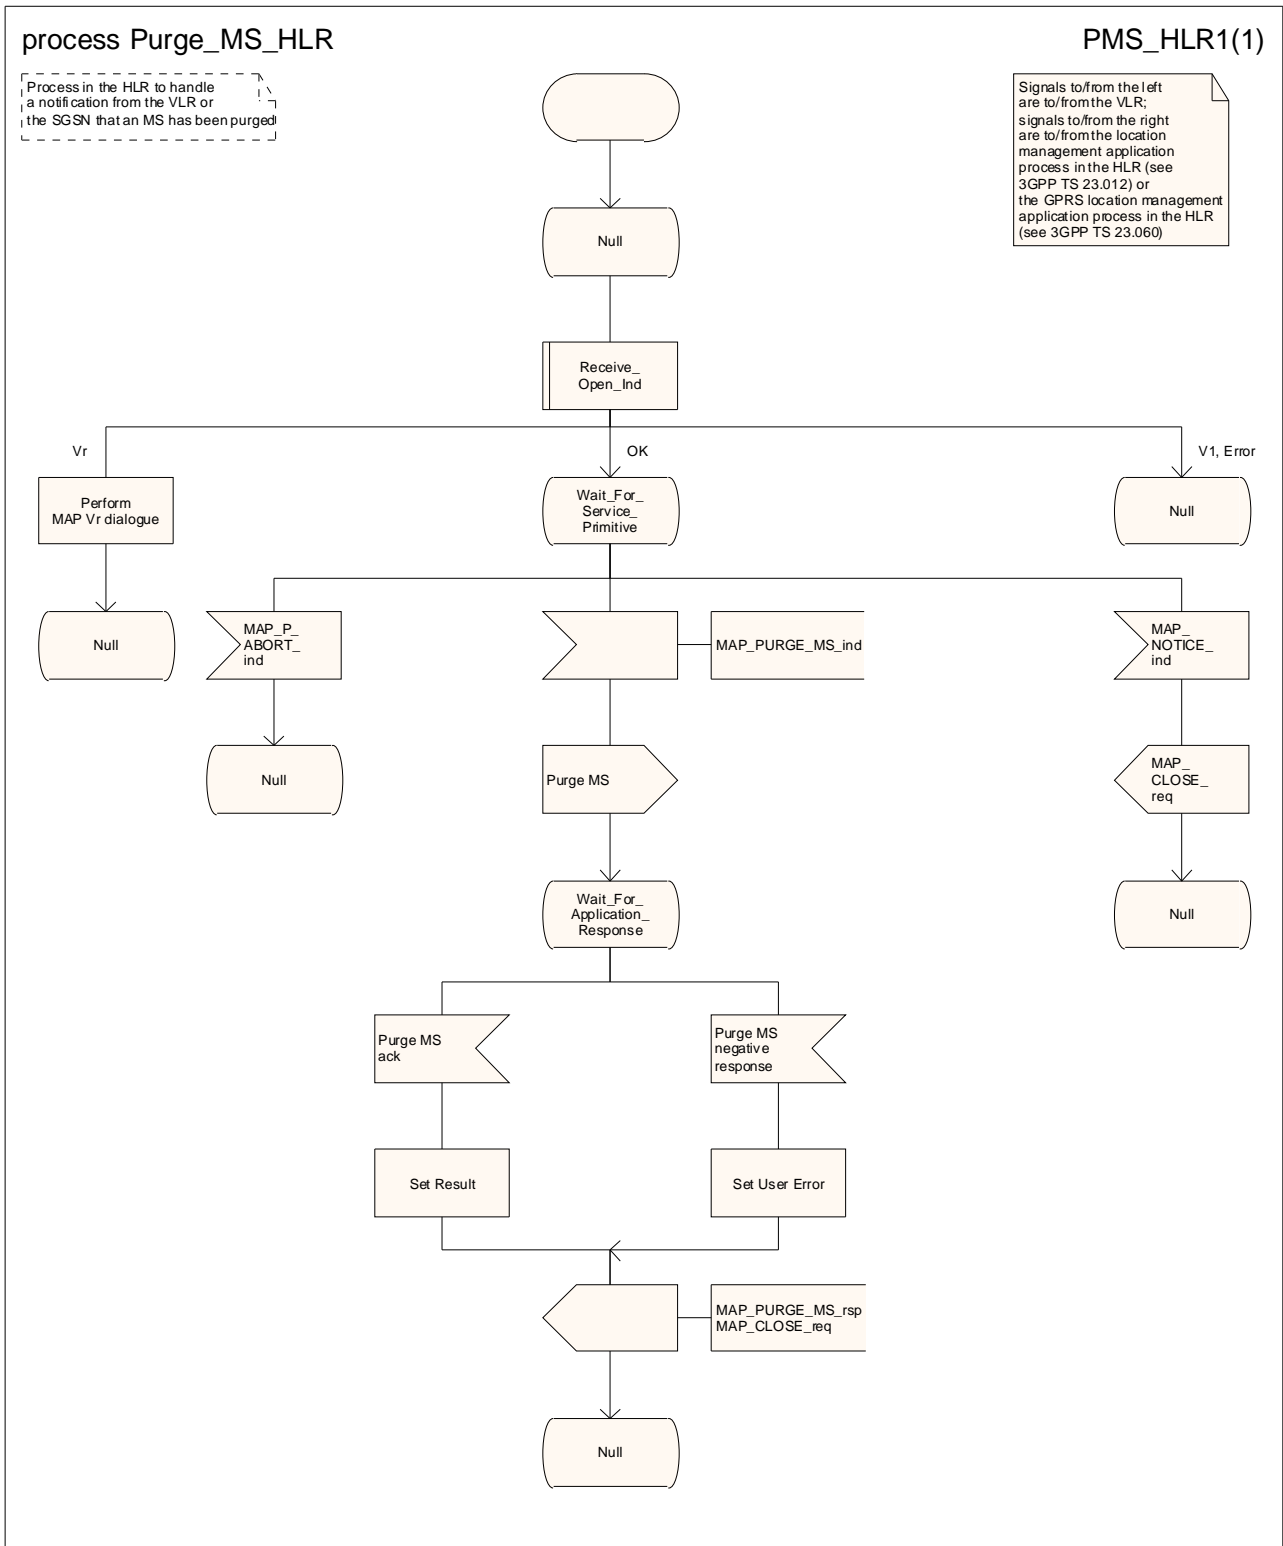 process Purge_MS_HLR
PMS_HLR1(1)
Process in the HLR to handle
a notification from the VLR or
the SGSN that an MS has been purged
Signals to/from the left
are to/from the VLR;
signals to/from the right
are to/from the location
management application
process in the HLR (see
3GPP TS 23.012) or
the GPRS location management
application process in the HLR
(see 3GPP TS 23.060)
Null
Receive_
Open_Ind
Vr
OK
V1, Error
Perform
MAP Vr dialogue
Wait_For_
Service_
Primitive
Null
Null
MAP_P_
ABORT_
ind
MAP_PURGE_MS_ind
MAP_
NOTICE_
ind
Null
Purge MS
MAP_
CLOSE_
req
Wait_For_
Application_
Response
Null
Purge MS
ack
Purge MS
negative
response
Set Result
Set User Error
MAP_PURGE_MS_rsp
MAP_CLOSE_req
Null